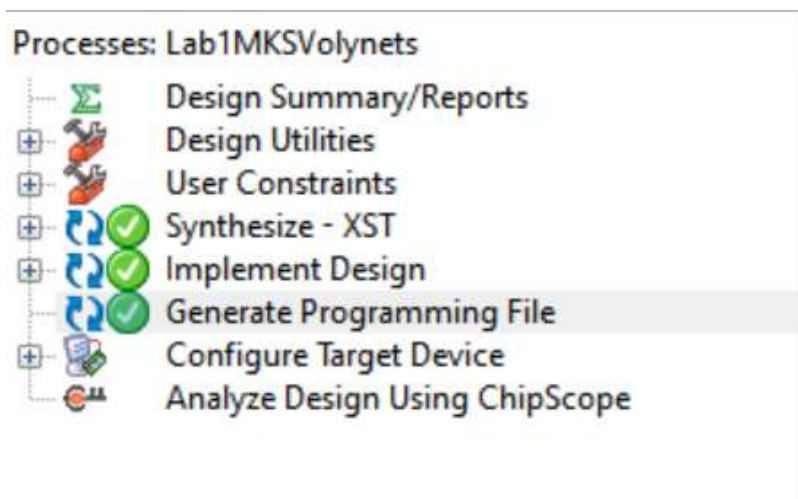 Processes: Lab1MKSVolynets
Design Summary/Reports
Design Utilities
User Constraints
Synthesize - XST
Implement Design
Generate Programming File
Configure Target Device
Analyze Design Using ChipScope